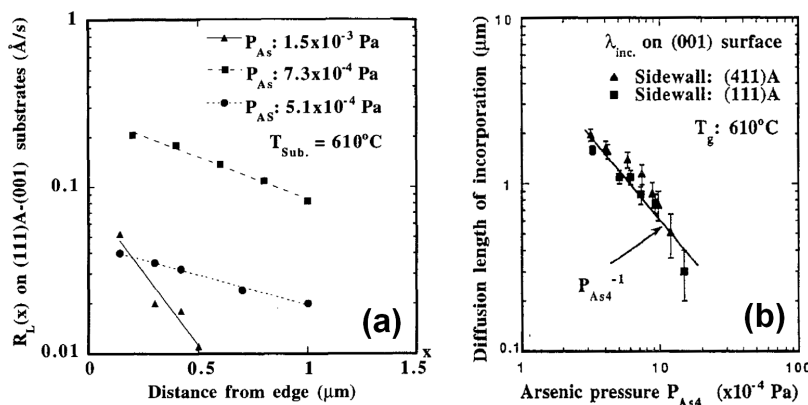 R_L(x) on (111)A-(001) substrates (Å/s)
1
0.1
0.01
P_As: 1.5x10^-3 Pa
P_As: 7.3x10^-4 Pa
P_AS: 5.1x10^-4 Pa
T_Sub. = 610°C
(a)
0
0.5
1
1.5
x
Distance from edge (μm)
Diffusion length of incorporation (μm)
10
1
0.1
λ_inc. on (001) surface
Sidewall: (411)A
Sidewall: (111)A
T_g: 610°C
P_As4^-1
(b)
1
10
100
Arsenic pressure P_As4 (x10^-4 Pa)